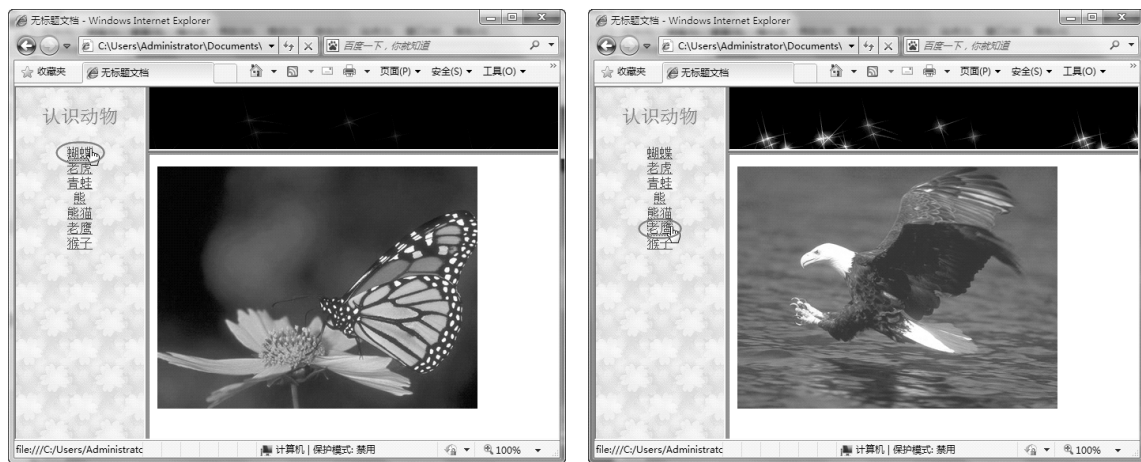 无标题文档 - Windows Internet Explorer
C:\Users\Administrator\Documents\
百度一下,你就知道
收藏夹 无标题文档
页面(P) 安全(S) 工具(O) »
认识动物
蝴蝶
老虎
青蛙
熊
熊猫
老鹰
猴子
file:///C:/Users/Administratc 计算机 | 保护模式: 禁用 100%
无标题文档 - Windows Internet Explorer
C:\Users\Administrator\Documents\
百度一下,你就知道
收藏夹 无标题文档
页面(P) 安全(S) 工具(O) »
认识动物
蝴蝶
老虎
青蛙
熊
熊猫
老鹰
猴子
file:///C:/Users/Administratc 计算机 | 保护模式: 禁用 100%